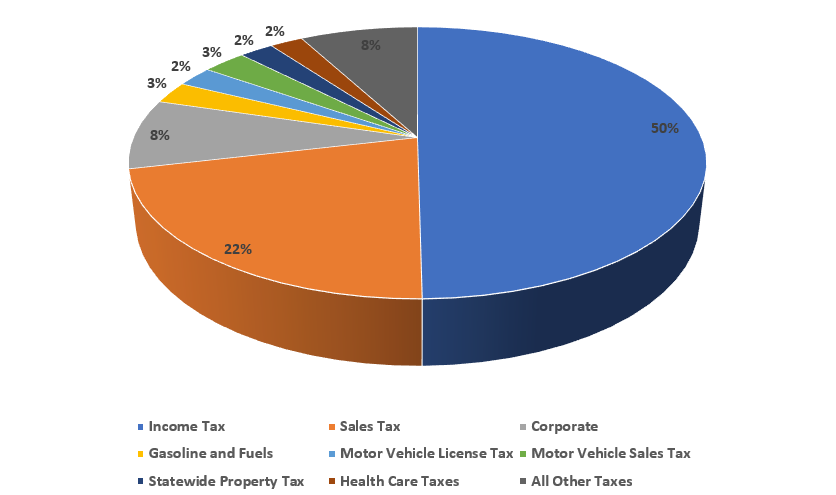 2%
2%
8%
3%
2%
3%
8%
50%
22%
Income Tax
Sales Tax
Corporate
Gasoline and Fuels
Motor Vehicle License Tax
Motor Vehicle Sales Tax
Statewide Property Tax
Health Care Taxes
All Other Taxes